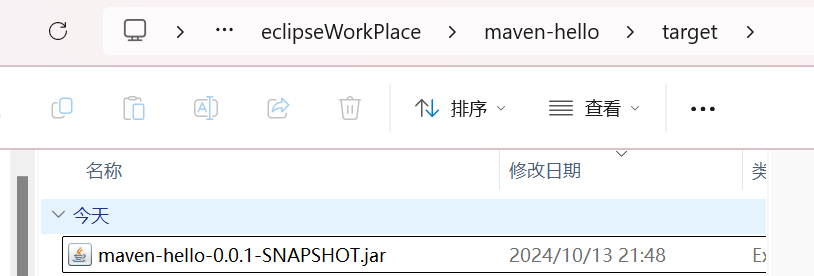 eclipseWorkPlace > maven-hello > target >
排序 查看
名称 修改日期 类
今天
maven-hello-0.0.1-SNAPSHOT.jar 2024/10/13 21:48 Ex